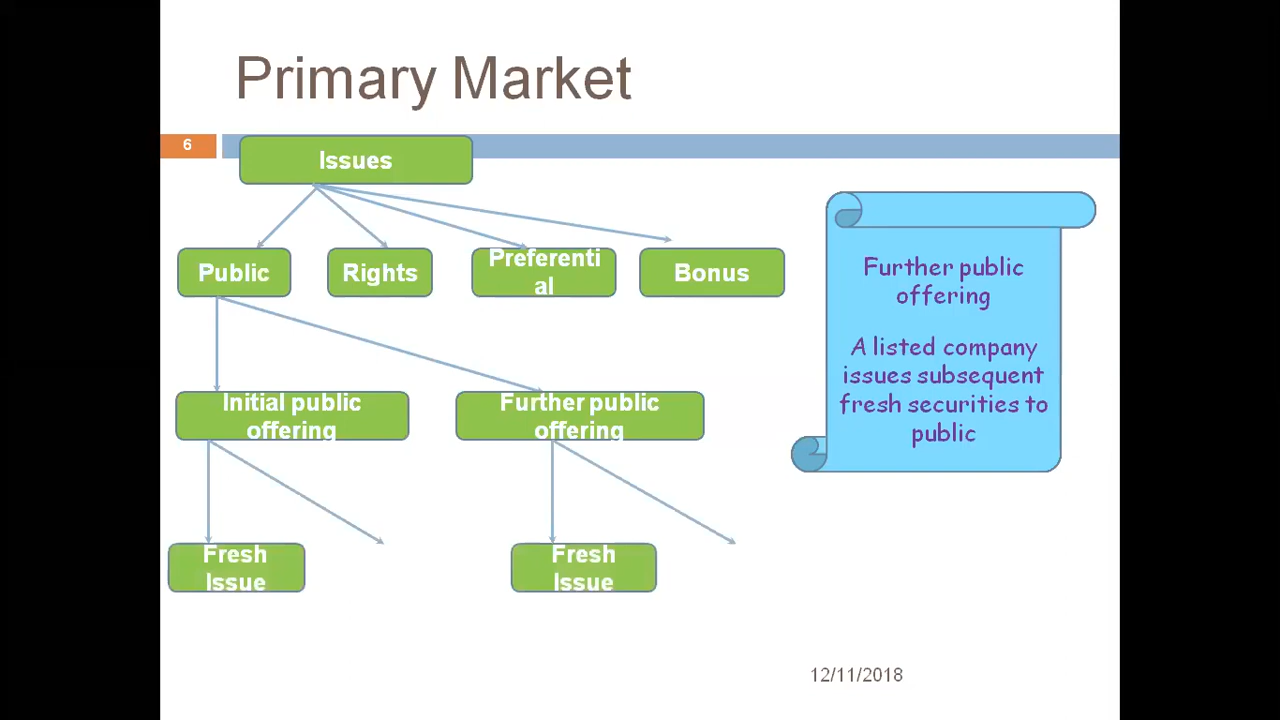 Primary Market
6
Issues
Public
Rights
Preferenti
al
Bonus
Initial public
offering
Further public
offering
Fresh
Issue
Fresh
Issue
Further public
offering
A listed company
issues subsequent
fresh securities to
public
12/11/2018